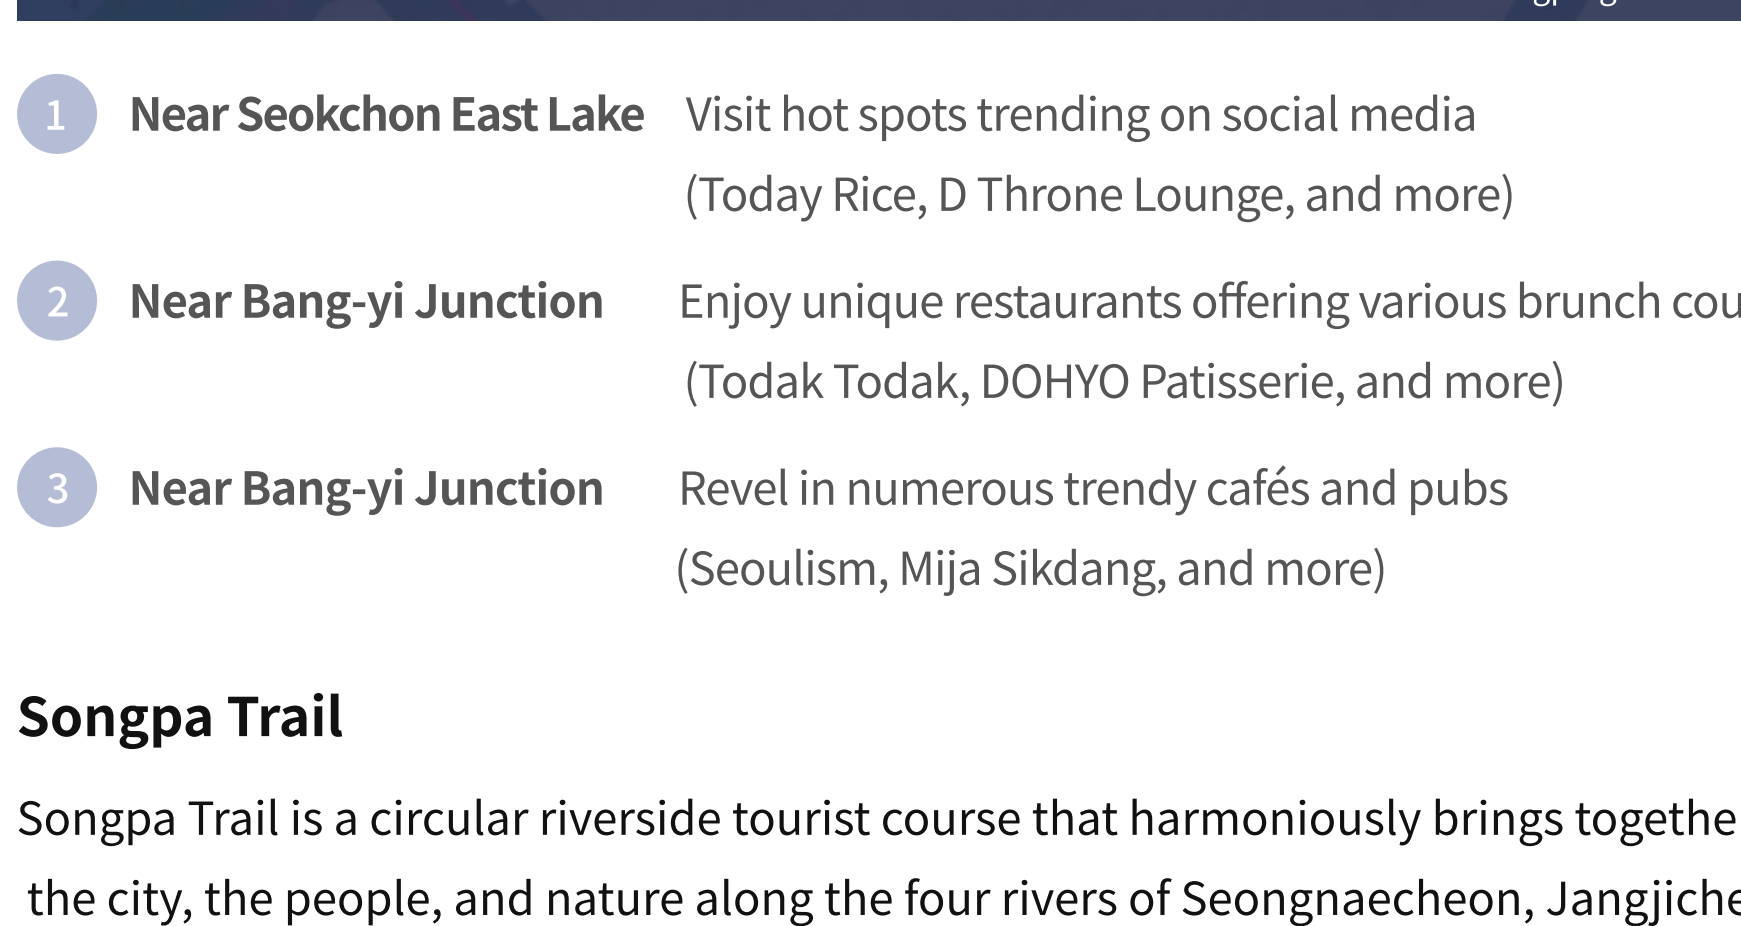 1 Near Seokchon East Lake Visit hot spots trending on social media
(Today Rice, D Throne Lounge, and more)
2 Near Bang-yi Junction Enjoy unique restaurants offering various brunch
(Todak Todak, DOHYO Patisserie, and more)
3 Near Bang-yi Junction Revel in numerous trendy cafés and pubs
(Seoulism, Mija Sikdang, and more)
Songpa Trail
Songpa Trail is a circular riverside tourist course that harmoniously brings
the city, the people, and nature along the four rivers of Seongnaecheon,